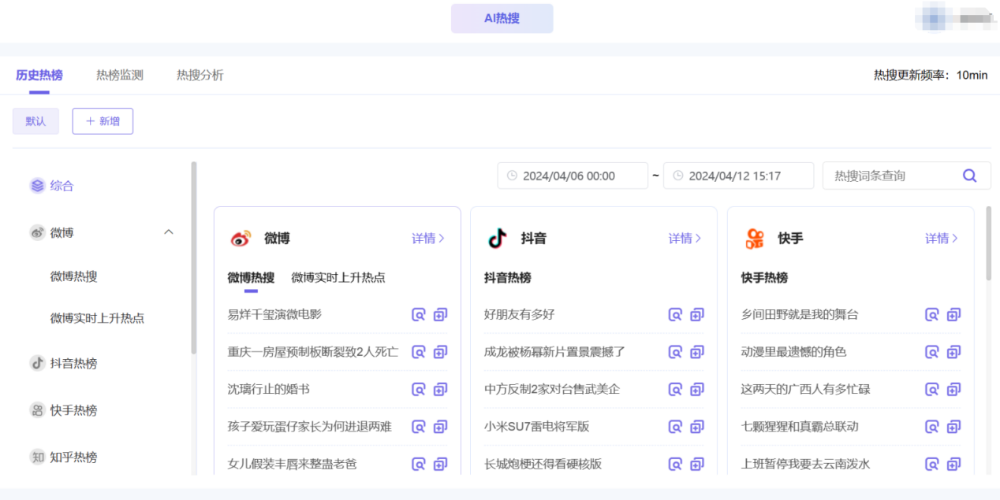 AI热搜
历史热榜 热榜监测 热搜分析 热搜更新频率：10min
默认 + 新增
综合
微博
微博热搜
微博实时上升热点
抖音热榜
快手热榜
知 知乎热榜
2024/04/06 00:00 ~ 2024/04/12 15:17 热搜词条查询
微博 详情
微博热搜 微博实时上升热点
易烊千玺演微电影
重庆一房屋预制板断裂致2人死亡
沈璃行止的婚书
孩子爱玩蛋仔家长为何进退两难
女儿假装丰唇来整蛊老爸
抖音 详情
抖音热榜
好朋友有多好
成龙被杨幂新片置景震撼了
中方反制2家对台售武美企
小米SU7雷电将军版
长城炮梗还得看硬核版
快手 详情
快手热榜
乡间田野就是我的舞台
动漫里最遗憾的角色
这两天的广西人有多忙碌
七颗猩猩和真霸总联动
上班暂停我要去云南泼水